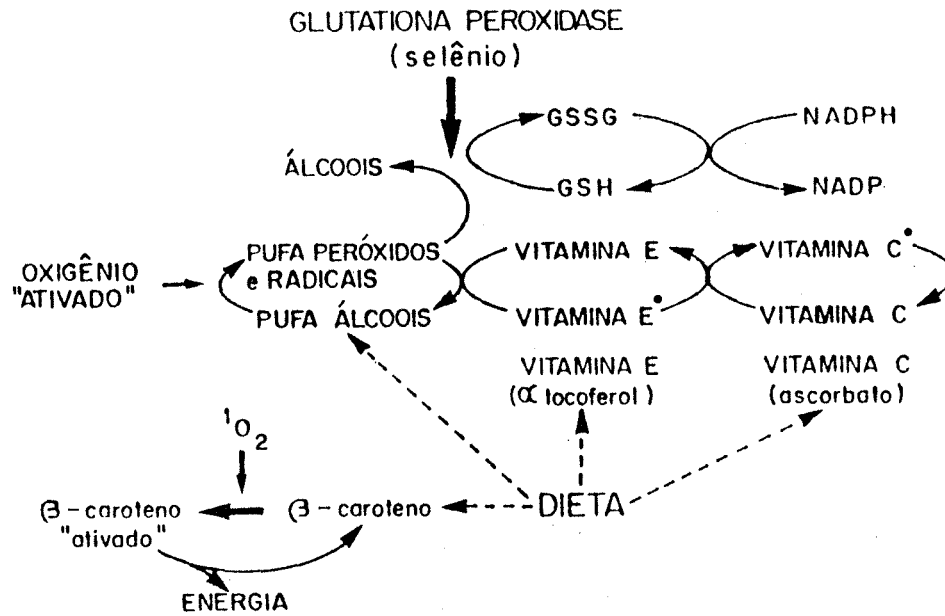 GLUTATIONA PEROXIDASE
(selênio)
GSSG
NADPH
ÁLCOOIS
GSH
NADP
OXIGÊNIO
"ATIVADO"
PUFA PERÓXIDOS
e RADICAIS
VITAMINA E
VITAMINA C•
PUFA ÁLCOOIS
VITAMINA E•
VITAMINA C
VITAMINA E
(α tocoferol)
VITAMINA C
(ascorbato)
¹O₂
β-caroteno
"ativado"
β-caroteno
DIETA
ENERGIA